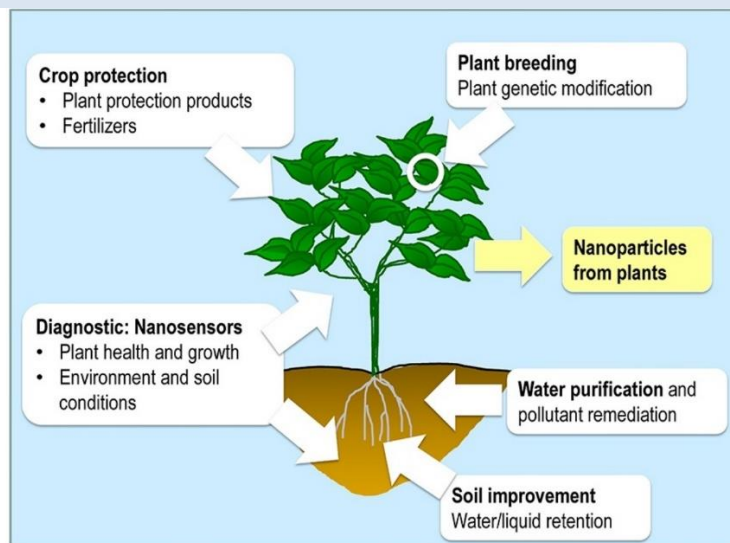 Crop protection
• Plant protection products
• Fertilizers
Plant breeding
Plant genetic modification
Nanoparticles
from plants
Diagnostic: Nanosensors
• Plant health and growth
• Environment and soil
conditions
Water purification and
pollutant remediation
Soil improvement
Water/liquid retention